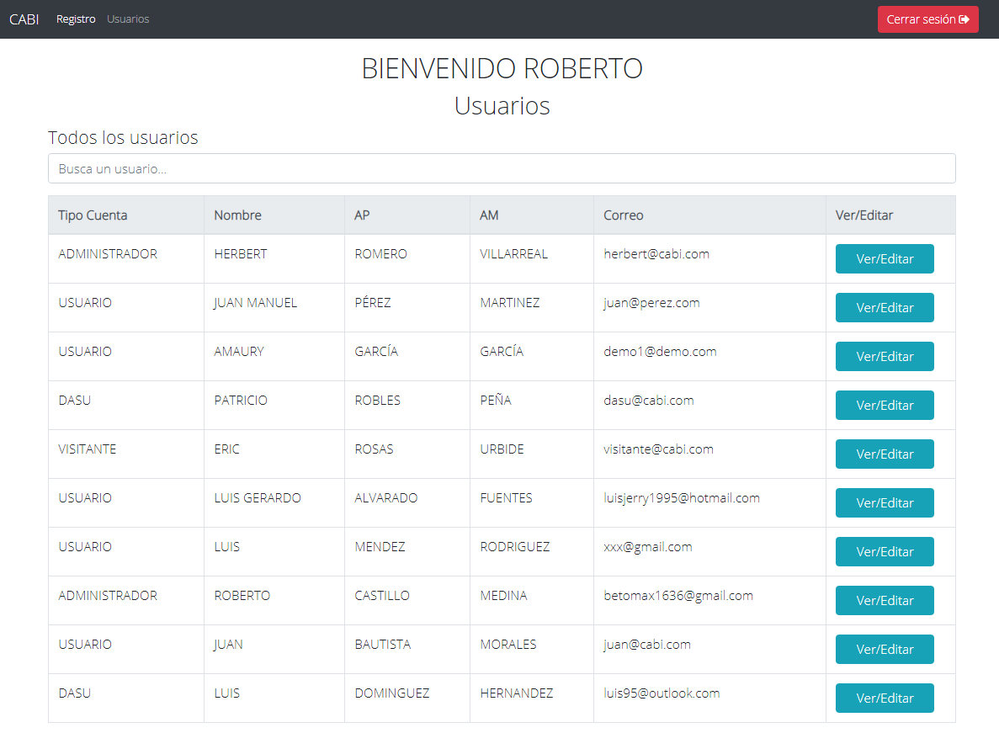 CABI Registro Usuarios Cerrar sesión
BIENVENIDO ROBERTO
Usuarios
Todos los usuarios
Busca un usuario...
Tipo Cuenta Nombre AP AM Correo Ver/Editar
ADMINISTRADOR HERBERT ROMERO VILLARREAL herbert@cabi.com Ver/Editar
USUARIO JUAN MANUEL PÉREZ MARTINEZ juan@perez.com Ver/Editar
USUARIO AMAURY GARCÍA GARCÍA demo1@demo.com Ver/Editar
DASU PATRICIO ROBLES PEÑA dasu@cabi.com Ver/Editar
VISITANTE ERIC ROSAS URBIDE visitante@cabi.com Ver/Editar
USUARIO LUIS GERARDO ALVARADO FUENTES luisjerry1995@hotmail.com Ver/Editar
USUARIO LUIS MENDEZ RODRIGUEZ xxx@gmail.com Ver/Editar
ADMINISTRADOR ROBERTO CASTILLO MEDINA betomax1636@gmail.com Ver/Editar
USUARIO JUAN BAUTISTA MORALES juan@cabi.com Ver/Editar
DASU LUIS DOMINGUEZ HERNANDEZ luis95@outlook.com Ver/Editar